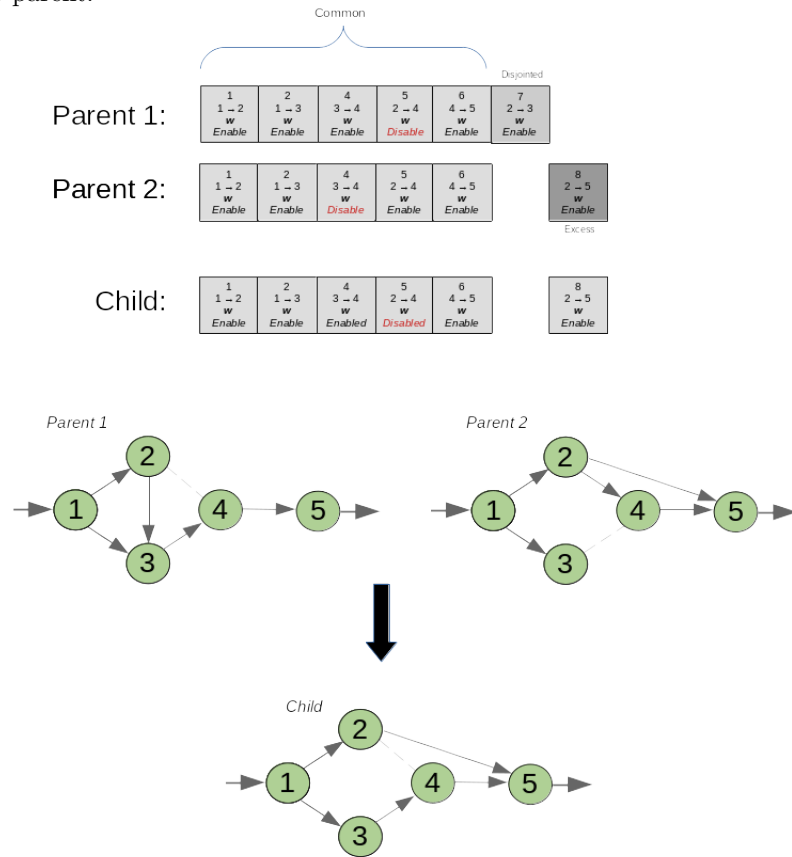 parent.
Common
Disjointed
Parent 1:
1
1→2
w
Enable
2
1→3
w
Enable
4
3→4
w
Enable
5
2→4
w
Disable
6
4→5
w
Enable
7
2→3
w
Enable
Parent 2:
1
1→2
w
Enable
2
1→3
w
Enable
4
3→4
w
Disable
5
2→4
w
Enable
6
4→5
w
Enable
8
2→5
w
Enable
Excess
Child:
1
1→2
w
Enable
2
1→3
w
Enable
4
3→4
w
Enabled
5
2→4
w
Disabled
6
4→5
w
Enable
8
2→5
w
Enable
Parent 1
2
1
4
5
3
Parent 2
2
1
4
5
3
Child
2
1
4
5
3